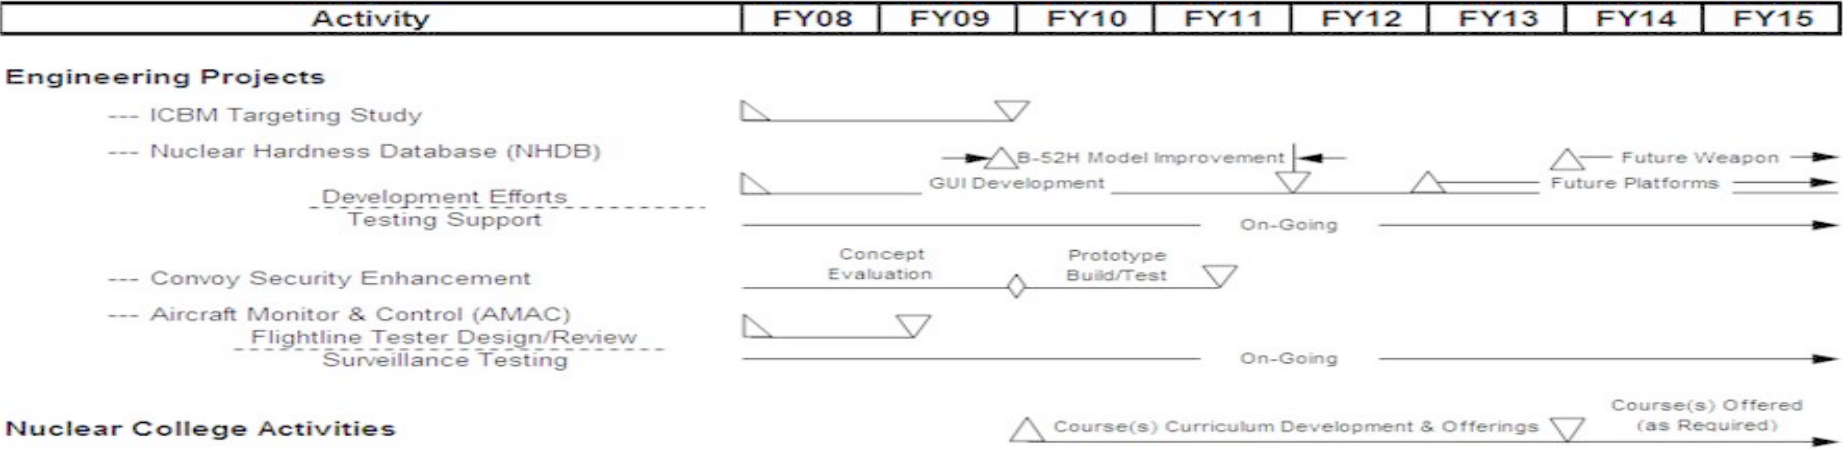 Activity FY08 FY09 FY10 FY11 FY12 FY13 FY14 FY15
Engineering Projects
--- ICBM Targeting Study
--- Nuclear Hardness Database (NHDB)
B-52H Model Improvement
Future Weapon
Development Efforts
GUI Development
Future Platforms
Testing Support
On-Going
--- Convoy Security Enhancement
Concept
Evaluation
Prototype
Build/Test
--- Aircraft Monitor & Control (AMAC)
Flightline Tester Design/Review
Surveillance Testing
On-Going
Nuclear College Activities
Course(s) Curriculum Development & Offerings
Course(s) Offered
(as Required)